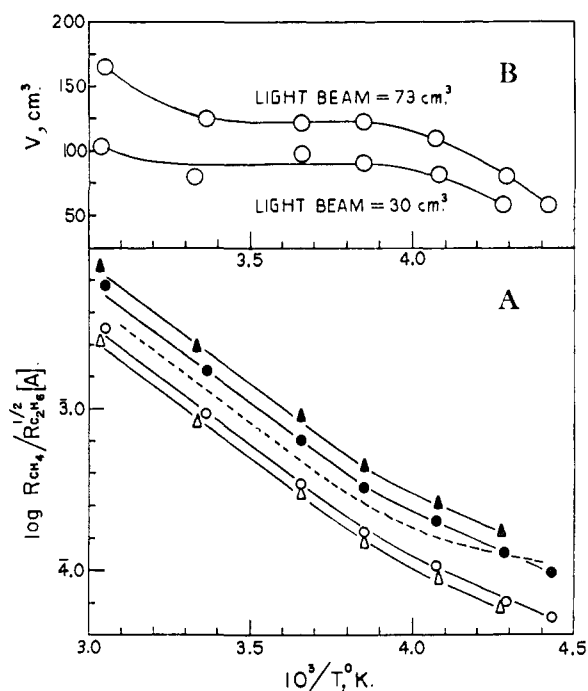 200
150
100
50
V, cm.³
B
LIGHT BEAM = 73 cm.³
LIGHT BEAM = 30 cm.³
3.5
4.0
A
3̄.0
4̄.0
log R_CH₄/R_C₂H₆^1/2 [A].
3.0
3.5
4.0
4.5
10³/T,°K.